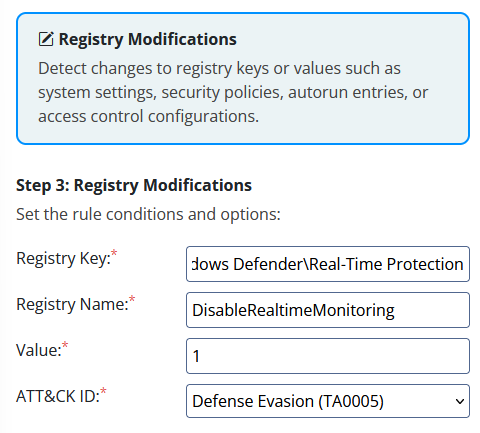 Registry Modifications
Detect changes to registry keys or values such as
system settings, security policies, autorun entries, or
access control configurations.
Step 3: Registry Modifications
Set the rule conditions and options:
Registry Key:* dows Defender\Real-Time Protection
Registry Name:* DisableRealtimeMonitoring
Value:* 1
ATT&CK ID:* Defense Evasion (TA0005)